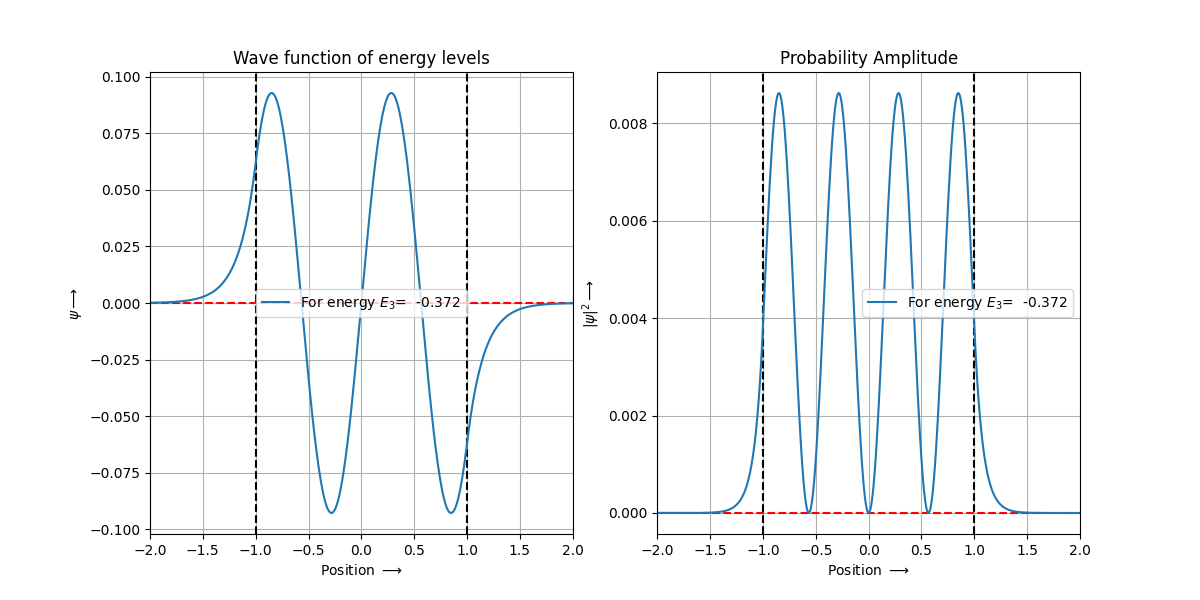 Wave function of energy levels
0.100
0.075
0.050
0.025
0.000
−0.025
−0.050
−0.075
−0.100
ψ⟶
For energy E₃= -0.372
−2.0 −1.5 −1.0 −0.5 0.0 0.5 1.0 1.5 2.0
Position ⟶
Probability Amplitude
0.008
0.006
0.004
0.002
0.000
|ψ|²⟶
For energy E₃= -0.372
−2.0 −1.5 −1.0 −0.5 0.0 0.5 1.0 1.5 2.0
Position ⟶